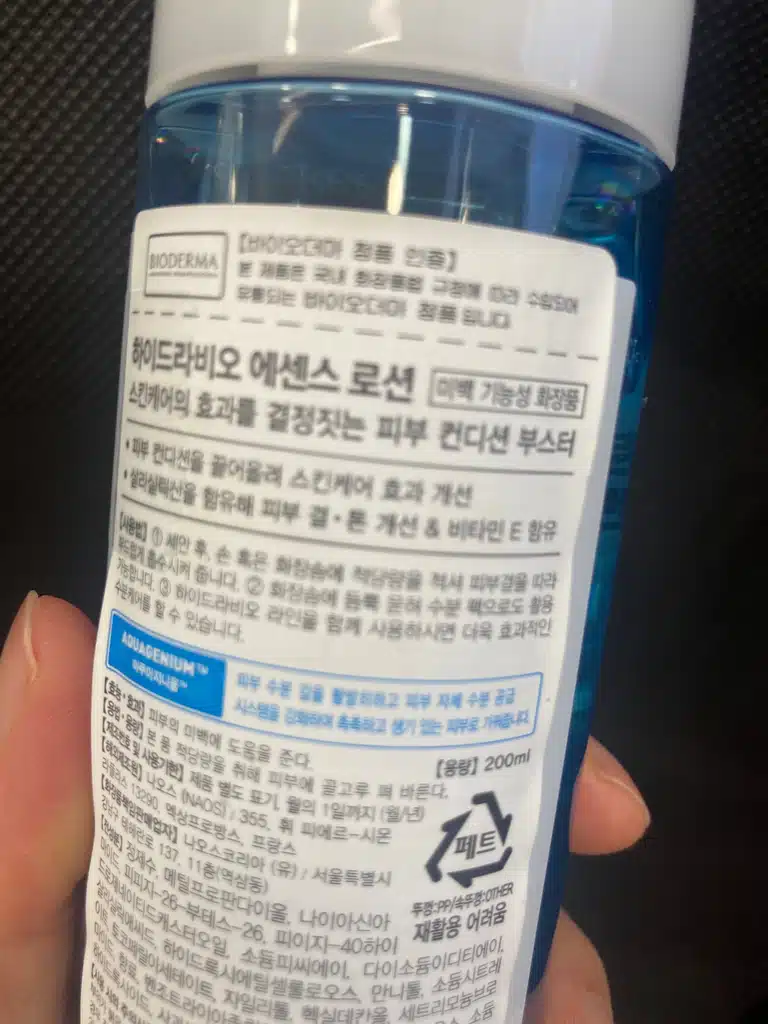 BIODERMA
【바이오더마 정품 인증】
본 제품은 국내 화장품법 규정에 따라 수입되어
유통되는 바이오더마 정품 입니다
하이드라비오 에센스 로션 미백 기능성 화장품
스킨케어의 효과를 결정짓는 피부 컨디션 부스터
• 피부 컨디션을 끌어올려 스킨케어 효과 개선
• 살리실릭산을 함유해 피부 결·톤 개선 & 비타민 E 함유
【사용법】 ① 세안 후, 손 혹은 화장솜에 적당량을 적셔 피부결을 따라
부드럽게 흡수시켜 줍니다. ② 화장솜에 듬뿍 묻혀 수분 팩으로도 활용
가능합니다. ③ 하이드라비오 라인을 함께 사용하시면 더욱 효과적인
수분케어를 할 수 있습니다.
AQUAGENIUM™
아쿠아지니움™
피부 수분 길을 활발히하고 피부 자체 수분 공급
시스템을 강화하여 촉촉하고 생기 있는 피부로 가꿔줍니다.
【효능·효과】 피부의 미백에 도움을 준다.
【용법·용량】 본 품 적당량을 취해 피부에 골고루 펴 바른다.
【용량】 200ml
【제조번호 및 사용기한】 제품 별도 표기, 월의 1일까지 (월/년)
【해외제조원】 나오스 (NAOS) ; 355, 뤼 피에르-시몬
라플라스 13290, 엑상프로방스, 프랑스
【화장품책임판매업자】 나오스코리아 (유) / 서울특별시
강남구 테헤란로 137, 11층(역삼동)
페트
뚜껑:PP/속뚜껑:OTHER
재활용 어려움
【전성분】 정제수, 메틸프로판다이올, 나이아신아
마이드, 피피지-26-부테스-26, 피이지-40하이
드로제네이티드캐스터오일, 소듐피씨에이, 다이소듐이디티에이,
살리실릭애씨드, 하이드록시에틸셀룰로오스, 만니톨, 소듐시트레
이트, 토코페릴아세테이트, 자일리톨, 헥실데칸올, 세트리모늄브로
마이드, 향료,